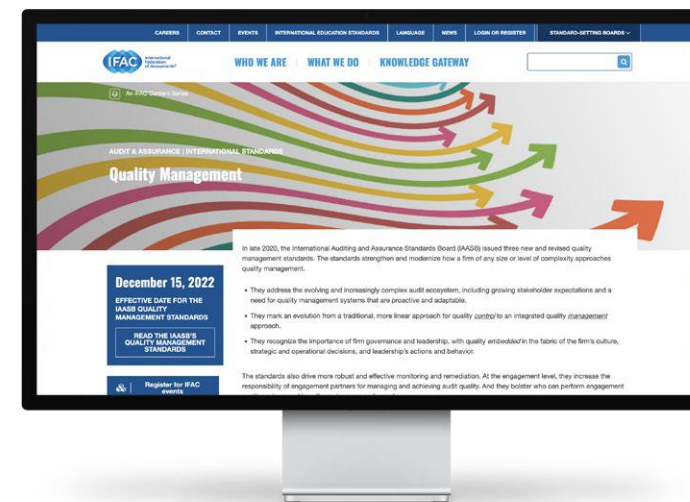 CAREERS CONTACT EVENTS INTERNATIONAL EDUCATION STANDARDS LANGUAGE NEWS LOGIN OR REGISTER STANDARD-SETTING BOARDS
IFAC International Federation of Accountants®
WHO WE ARE WHAT WE DO KNOWLEDGE GATEWAY
An IFAC Content Series
AUDIT & ASSURANCE | INTERNATIONAL STANDARDS
Quality Management
In late 2020, the International Auditing and Assurance Standards Board (IAASB) issued three new and revised quality
management standards. The standards strengthen and modernize how a firm of any size or level of complexity approaches
quality management.
• They address the evolving and increasingly complex audit ecosystem, including growing stakeholder expectations and a
need for quality management systems that are proactive and adaptable.
• They mark an evolution from a traditional, more linear approach for quality control to an integrated quality management
approach.
• They recognize the importance of firm governance and leadership, with quality embedded in the fabric of the firm's culture,
strategic and operational decisions, and leadership's actions and behavior.
The standards also drive more robust and effective monitoring and remediation. At the engagement level, they increase the
responsibility of engagement partners for managing and achieving audit quality. And they bolster who can perform engagement
December 15, 2022
EFFECTIVE DATE FOR THE
IAASB QUALITY
MANAGEMENT STANDARDS
READ THE IAASB'S
QUALITY MANAGEMENT
STANDARDS
Register for IFAC
events